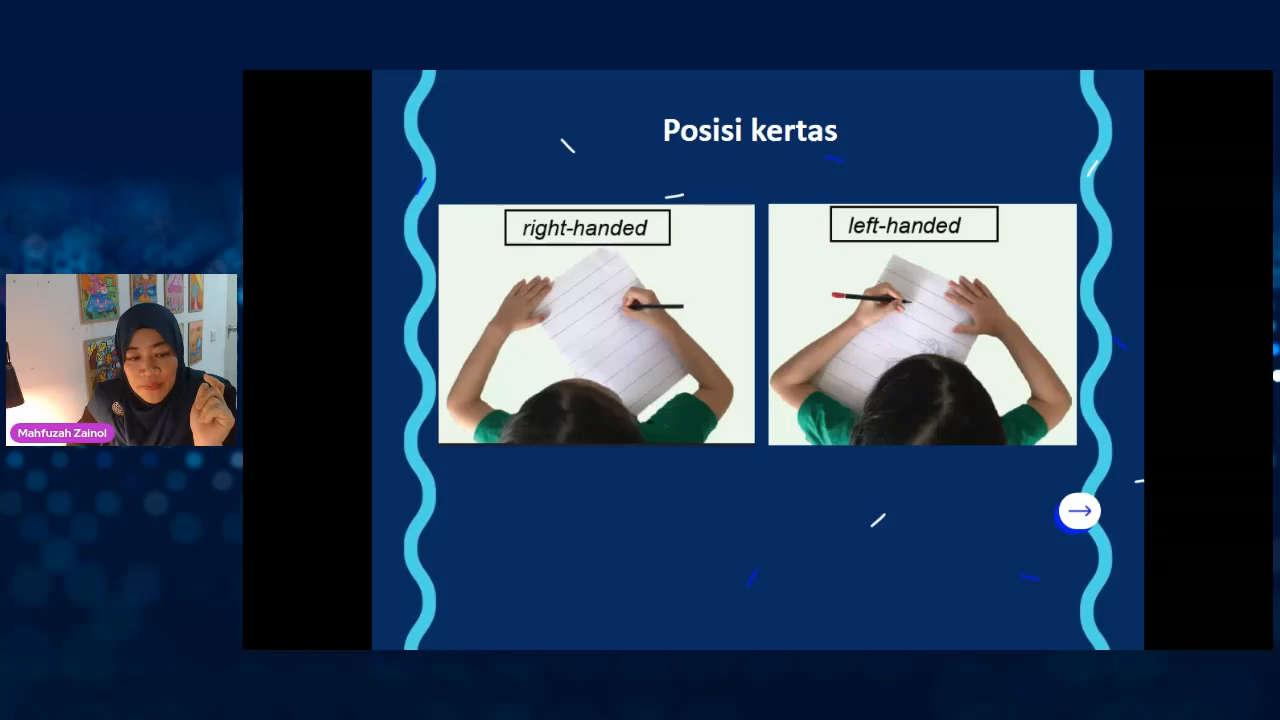 Posisi kertas
right-handed
left-handed
Mahfuzah Zainol